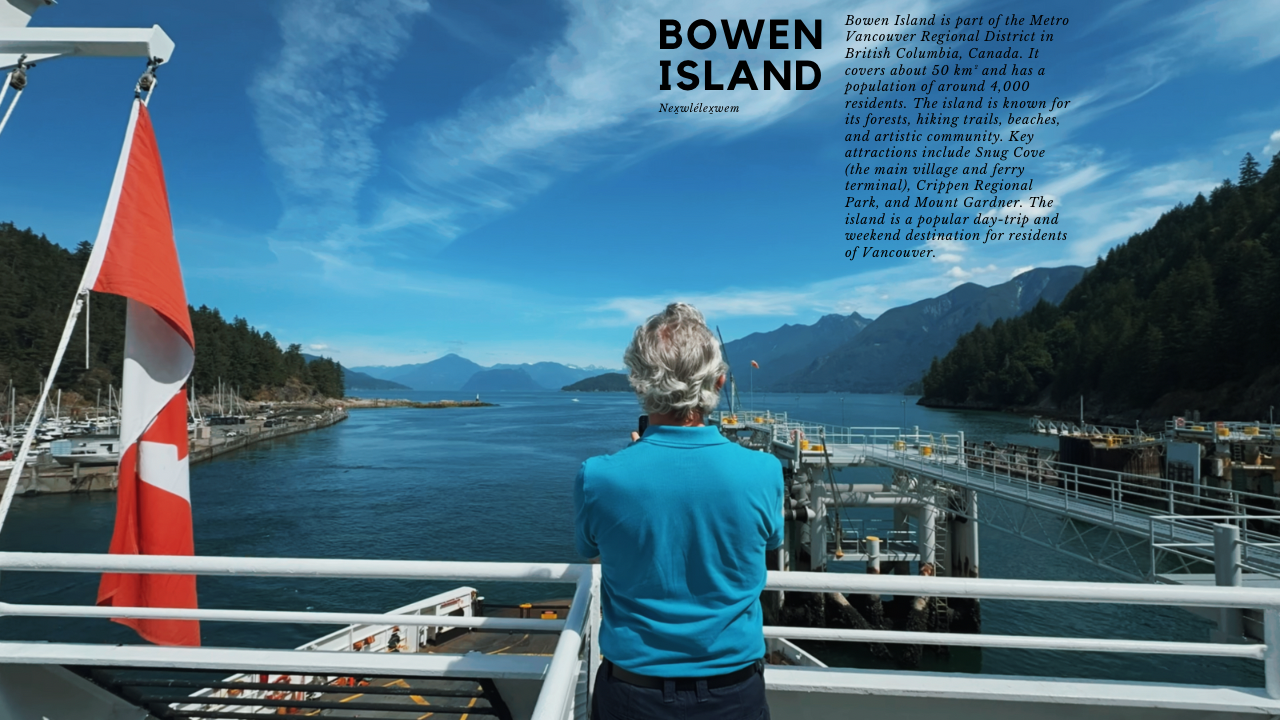 BOWEN
ISLAND
Nex̱wlélex̱wem
Bowen Island is part of the Metro
Vancouver Regional District in
British Columbia, Canada. It
covers about 50 km² and has a
population of around 4,000
residents. The island is known for
its forests, hiking trails, beaches,
and artistic community. Key
attractions include Snug Cove
(the main village and ferry
terminal), Crippen Regional
Park, and Mount Gardner. The
island is a popular day-trip and
weekend destination for residents
of Vancouver.